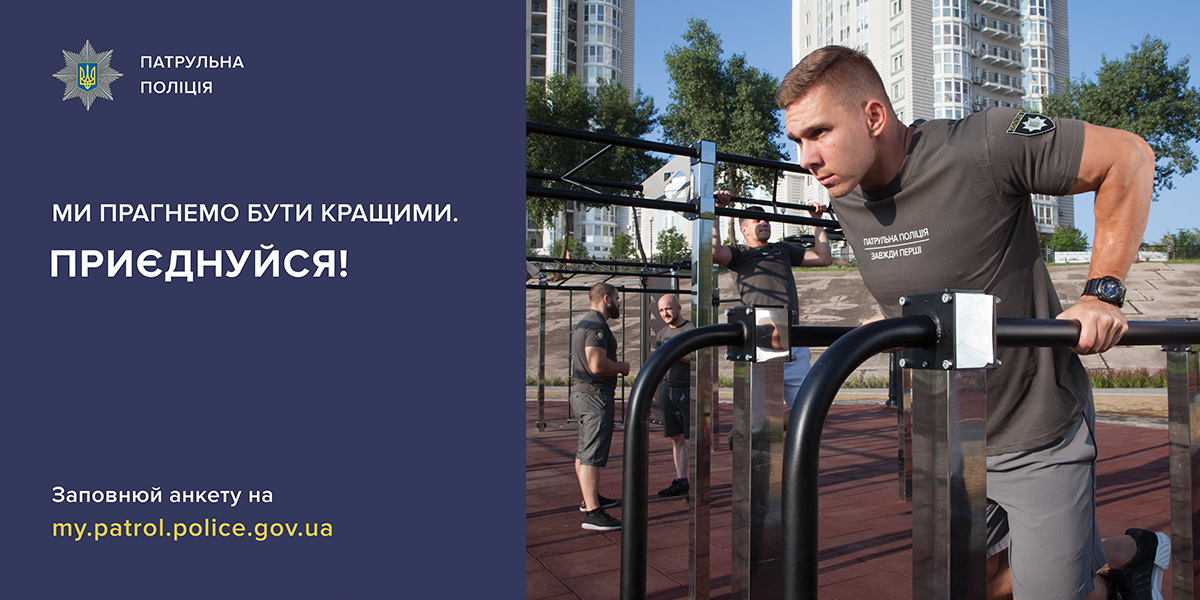 ПАТРУЛЬНА
ПОЛІЦІЯ
МИ ПРАГНЕМО БУТИ КРАЩИМИ.
ПРИЄДНУЙСЯ!
Заповнюй анкету на
my.patrol.police.gov.ua
ПАТРУЛЬНА ПОЛІЦІЯ
ЗАВЖДИ ПЕРШІ